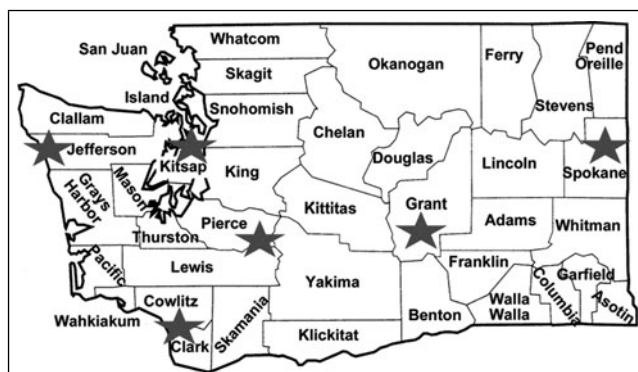 Whatcom
San Juan
Skagit
Island
Snohomish
Clallam
Jefferson
Kitsap
King
Mason
Grays
Harbor
Pierce
Thurston
Pacific
Lewis
Wahkiakum
Cowlitz
Clark
Skamania
Okanogan
Chelan
Douglas
Kittitas
Grant
Yakima
Klickitat
Benton
Ferry
Stevens
Pend
Oreille
Lincoln
Spokane
Adams
Whitman
Franklin
Walla
Walla
Columbia
Garfield
Asotin